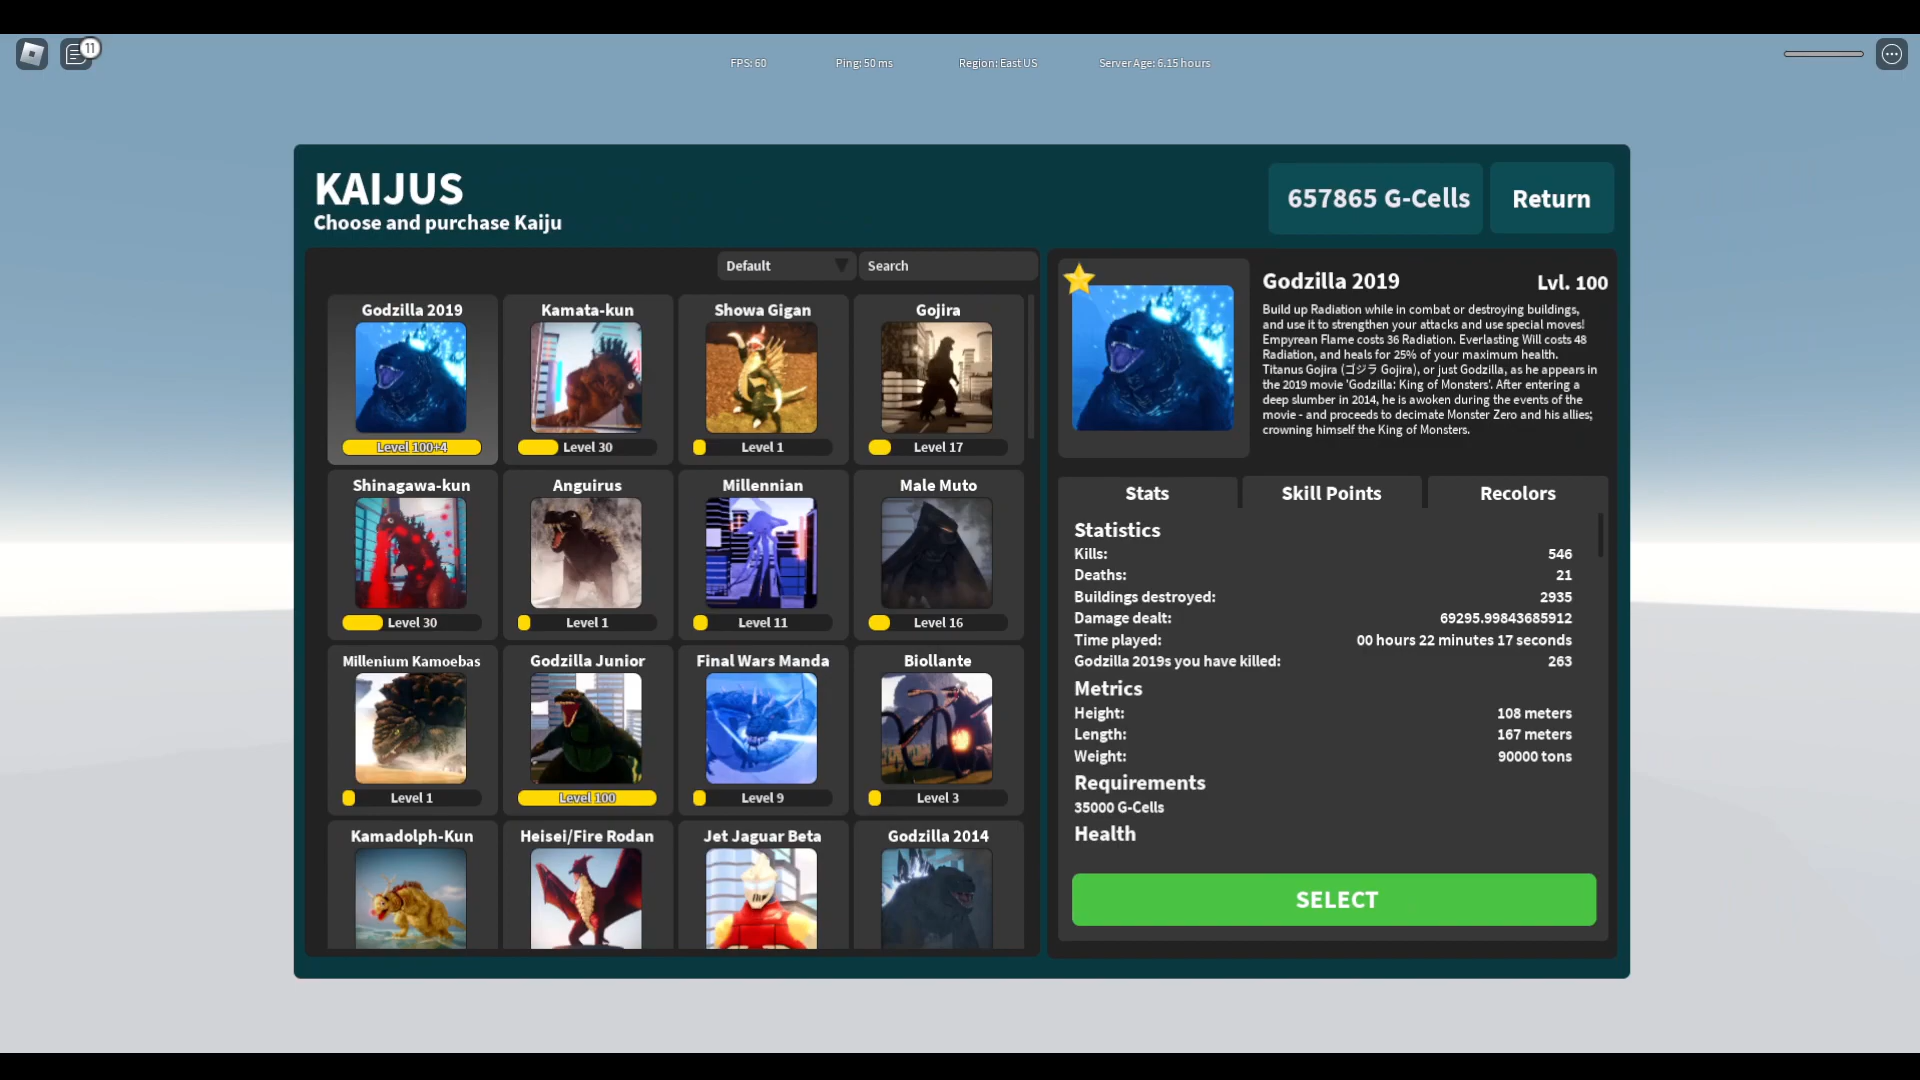 11
FPS: 60
Ping: 50 ms
Region: East US
Server Age: 6.15 hours
KAIJUS
Choose and purchase Kaiju
657865 G-Cells
Return
Default
Search
Godzilla 2019
Level 100+4
Kamata-kun
Level 30
Showa Gigan
Level 1
Gojira
Level 17
Shinagawa-kun
Level 30
Anguirus
Level 1
Millennian
Level 11
Male Muto
Level 16
Millenium Kamoebas
Level 1
Godzilla Junior
Level 100
Final Wars Manda
Level 9
Biollante
Level 3
Kamadolph-Kun
Heisei/Fire Rodan
Jet Jaguar Beta
Godzilla 2014
Godzilla 2019
Lvl. 100
Build up Radiation while in combat or destroying buildings,
and use it to strengthen your attacks and use special moves!
Empyrean Flame costs 36 Radiation. Everlasting Will costs 48
Radiation, and heals for 25% of your maximum health.
Titanus Gojira (ゴジラ Gojira), or just Godzilla, as he appears in
the 2019 movie 'Godzilla: King of Monsters'. After entering a
deep slumber in 2014, he is awoken during the events of the
movie - and proceeds to decimate Monster Zero and his allies;
crowning himself the King of Monsters.
Stats
Skill Points
Recolors
Statistics
Kills: 546
Deaths: 21
Buildings destroyed: 2935
Damage dealt: 69295.99843685912
Time played: 00 hours 22 minutes 17 seconds
Godzilla 2019s you have killed: 263
Metrics
Height: 108 meters
Length: 167 meters
Weight: 90000 tons
Requirements
35000 G-Cells
Health
SELECT